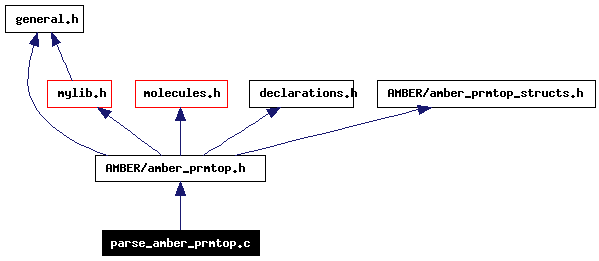 general.h
mylib.h
molecules.h
declarations.h
AMBER/amber_prmtop_structs.h
AMBER/amber_prmtop.h
parse_amber_prmtop.c